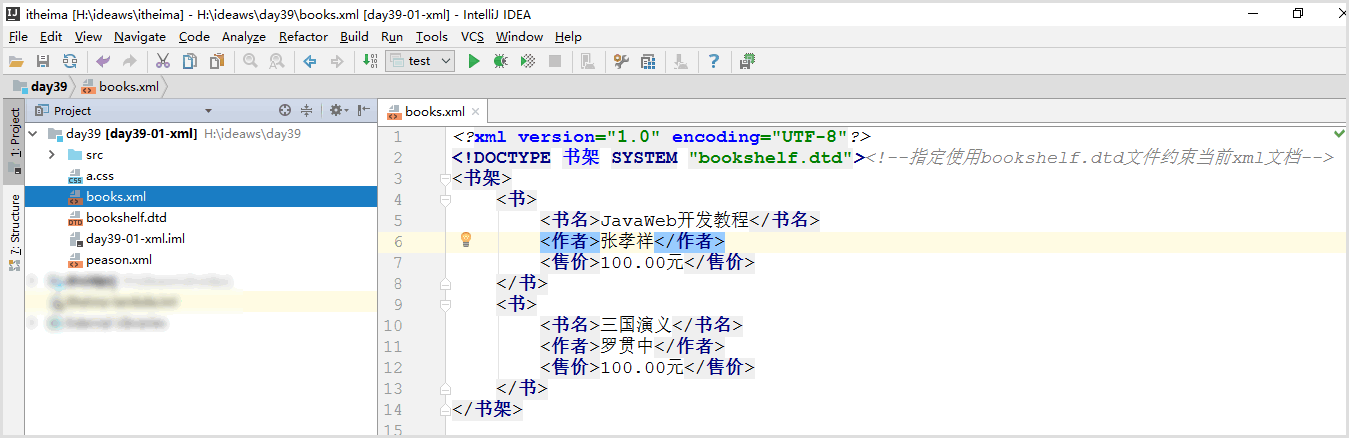 itheima [H:\ideaws\itheima] - H:\ideaws\day39\books.xml [day39-01-xml] - IntelliJ IDEA
File Edit View Navigate Code Analyze Refactor Build Run Tools VCS Window Help
test
day39 books.xml
Project
books.xml
1: Project
7: Structure
day39 [day39-01-xml] H:\ideaws\day39
src
a.css
books.xml
bookshelf.dtd
day39-01-xml.iml
peason.xml
1 <?xml version="1.0" encoding="UTF-8"?>
2 <!DOCTYPE 书架 SYSTEM "bookshelf.dtd"><!--指定使用bookshelf.dtd文件约束当前xml文档-->
3 <书架>
4 <书>
5 <书名>JavaWeb开发教程</书名>
6 <作者>张孝祥</作者>
7 <售价>100.00元</售价>
8 </书>
9 <书>
10 <书名>三国演义</书名>
11 <作者>罗贯中</作者>
12 <售价>100.00元</售价>
13 </书>
14 </书架>
15